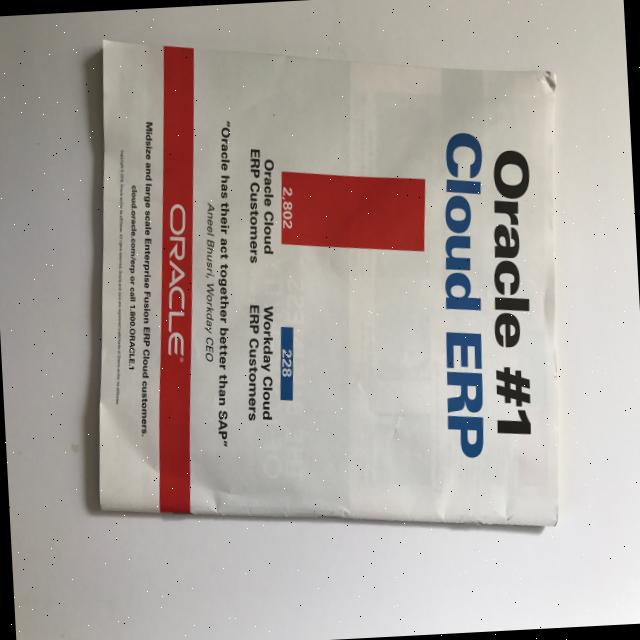 Oracle #1
Cloud ERP
2,802
228
Oracle Cloud
ERP Customers
Workday Cloud
ERP Customers
"Oracle has their act together better than SAP"
Aneel Bhusri, Workday CEO
ORACLE®
Midsize and large scale Enterprise Fusion ERP Cloud customers.
cloud.oracle.com/erp or call 1.800.ORACLE.1